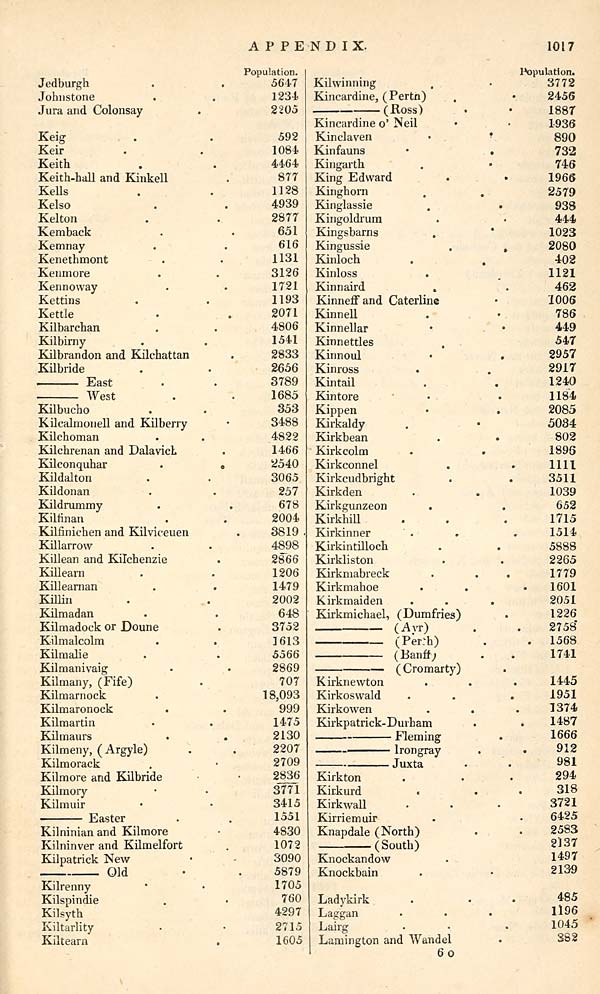 APPENDIX. 1017
Population.
Jedburgh 5647
Johnstone 1234
Jura and Colonsay 2205
Keig 592
Keir 1084
Keith 4464
Keith-hall and Kinkell 877
Kells 1128
Kelso 4939
Kelton 2877
Kemback 651
Kemnay 616
Kenethmont 1131
Kenmore 3126
Kennoway 1721
Kettins 1193
Kettle 2071
Kilbarchan 4806
Kilbirny 1541
Kilbrandon and Kilchattan 2833
Kilbride 2656
——— East 3789
——— West 1685
Kilbucho 353
Kilcalmonell and Kilberry 3488
Kilchoman 4822
Kilchrenan and Dalavich 1466
Kilconquhar 2540
Kildalton 3065
Kildonan 257
Kildrummy 678
Kilfinan 2004
Kilfinichen and Kilviceuen 3819
Killarrow 4898
Killean and Kilchenzie 2866
Killearn 1206
Killearnan 1479
Killin 2002
Kilmadan 648
Kilmadock or Doune 3752
Kilmalcolm 1613
Kilmalie 5566
Kilmanivaig 2869
Kilmany, (Fife) 707
Kilmarnock 18,093
Kilmaronock 999
Kilmartin 1475
Kilmaurs 2130
Kilmeny, (Argyle) 2207
Kilmorack 2709
Kilmore and Kilbride 2836
Kilmory 3771
Kilmuir 3415
——— Easter 1551
Kilninian and Kilmore 4830
Kilninver and Kilmelfort 1072
Kilpatrick New 3090
——— Old 5879
Kilrenny 1705
Kilspindie 760
Kilsyth 4297
Kiltarlity 2715
Kiltearn 1605
Population.
Kilwinning 3772
Kincardine, (Perth) 2456
——— (Ross) 1887
Kincardine o' Neil 1936
Kinclaven 890
Kinfauns 732
Kingarth 746
King Edward 1966
Kinghorn 2579
Kinglassie 938
Kingoldrum 444
Kingsbarns 1023
Kingussie 2080
Kinloch 402
Kinloss 1121
Kinnaird 462
Kinneff and Caterline 1006
Kinnell 786
Kinnellar 449
Kinnettles 547
Kinnoul 2957
Kinross 2917
Kintail 1240
Kintore 1184
Kippen 2085
Kirkaldy 5034
Kirkbean 802
Kirkcolm 1896
Kirkconnel 1111
Kirkcudbright 3511
Kirkden 1039
Kirkgunzeon 652
Kirkhill 1715
Kirkinner 1514
Kirkintilloch 5888
Kirkliston 2265
Kirkmabreck 1779
Kirkmahoe 1601
Kirkmaiden 2051
Kirkmichael, (Dumfries) 1226
——— (Ayr) 2758
——— (Perth) 1568
——— (Banff) 1741
——— (Cromarty)
Kirknewton 1445
Kirkoswald 1951
Kirkowen 1374
Kirkpatrick-Durham 1487
——— Fleming 1666
——— Irongray 912
——— Juxta 981
Kirkton 294
Kirkurd 318
Kirkwall 3721
Kirriemuir 6425
Knapdale (North) 2583
——— (South) 2137
Knockandow 1497
Knockbain 2139
Ladykirk 485
Laggan 1196
Lairg 1045
Lamington and Wandel 382
6 o